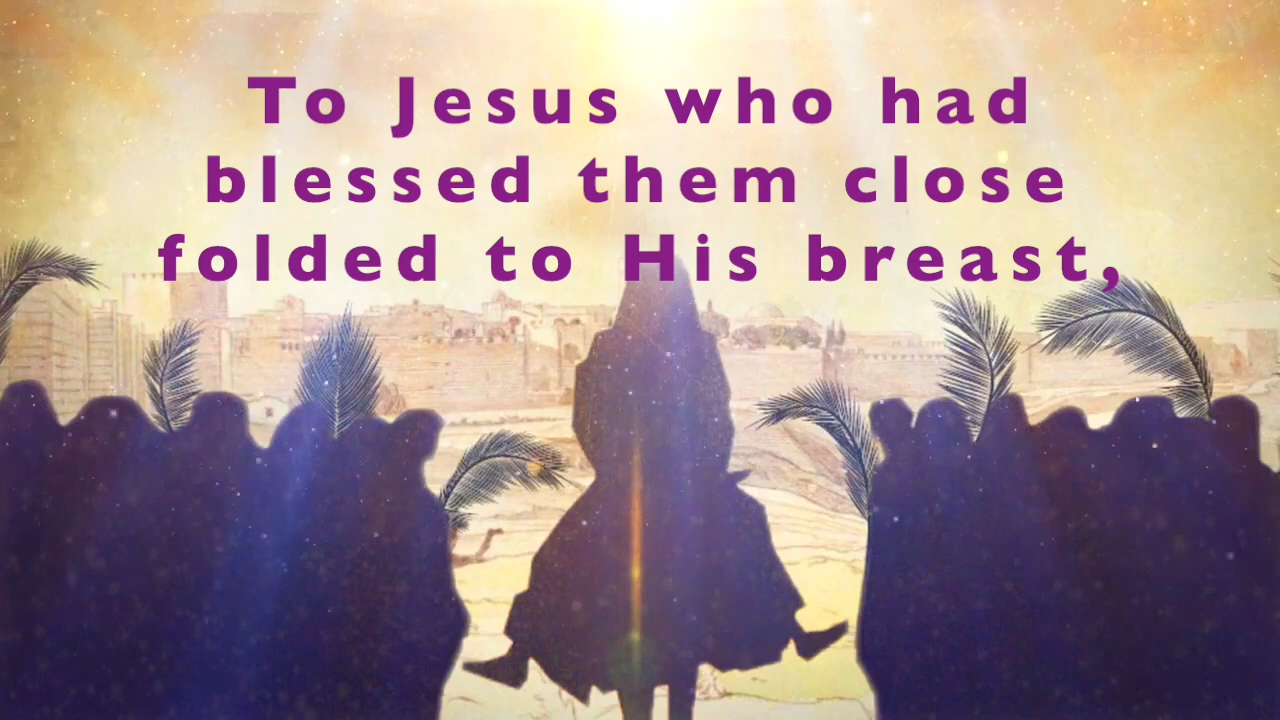 To Jesus who had
blessed them close
folded to His breast,